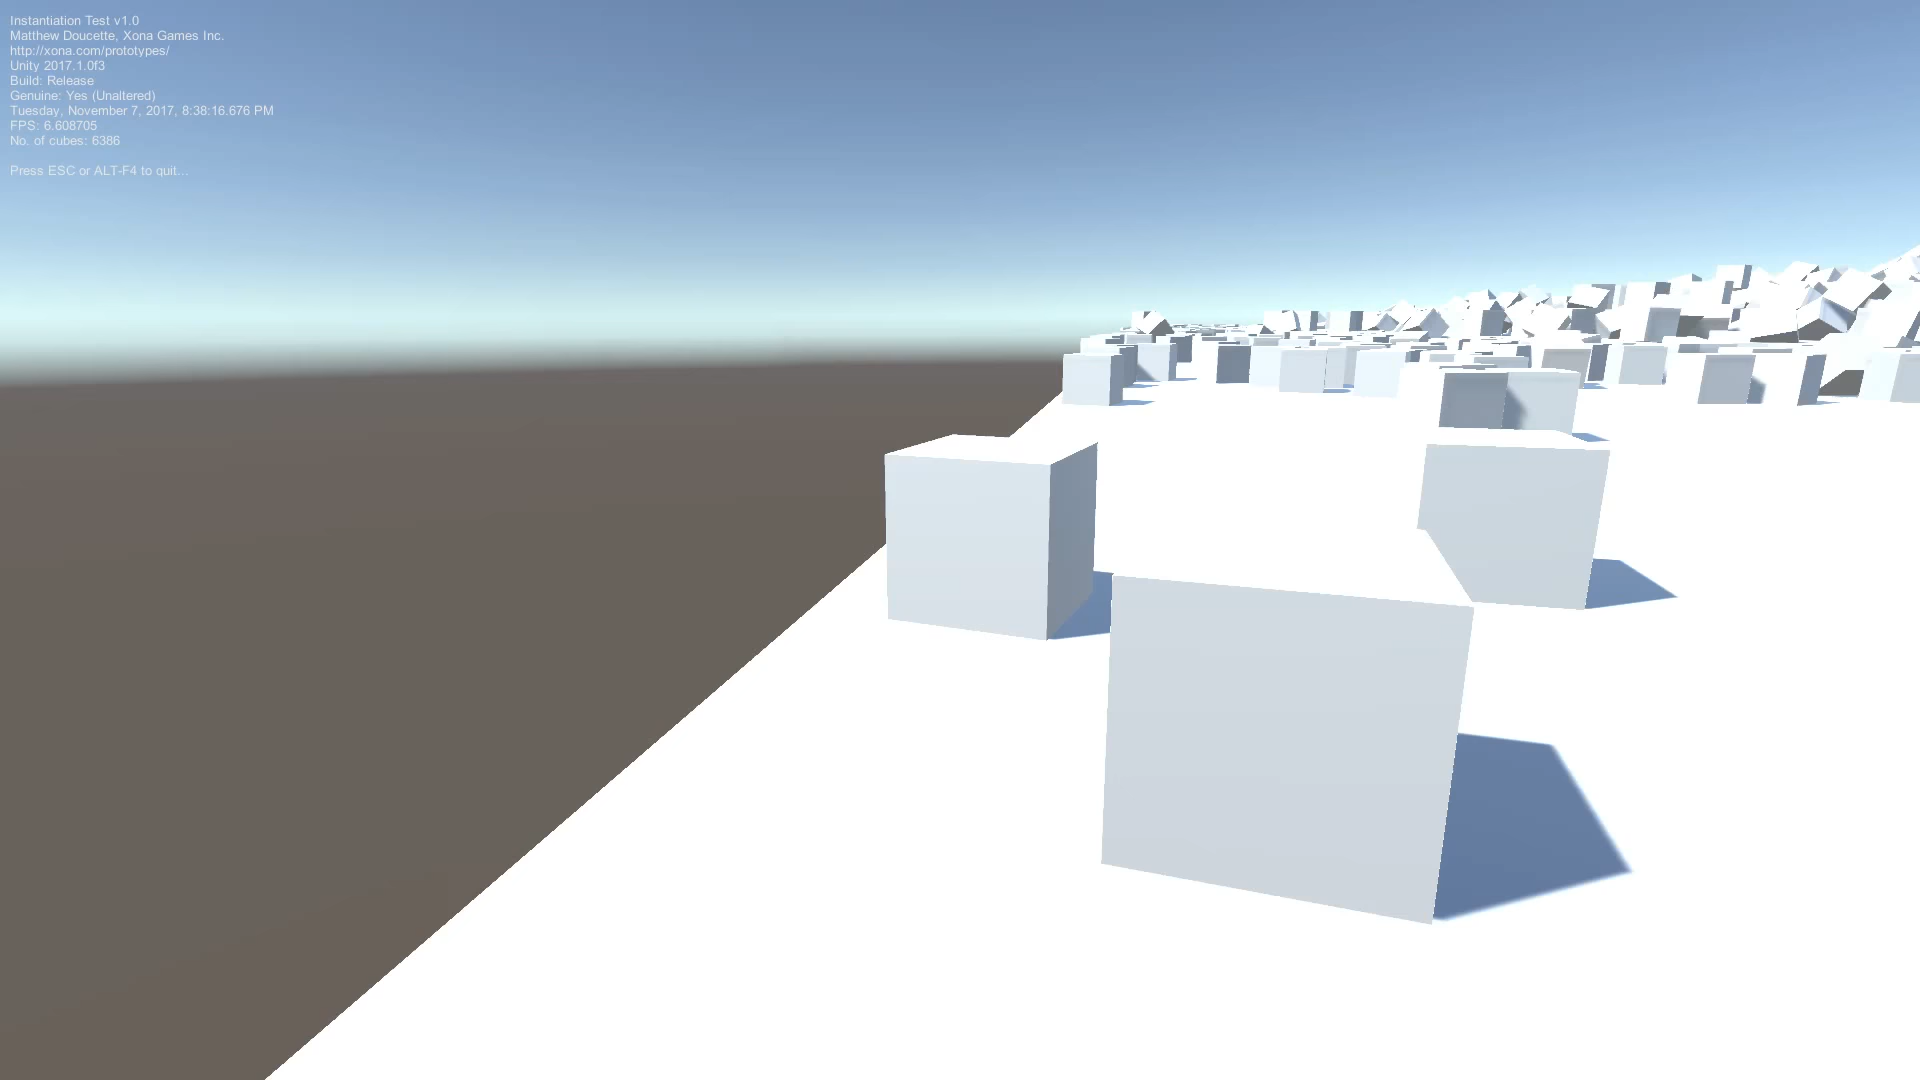 Instantiation Test v1.0
Matthew Doucette, Xona Games Inc.
http://xona.com/prototypes/
Unity 2017.1.0f3
Build: Release
Genuine: Yes (Unaltered)
Tuesday, November 7, 2017, 8:38:16.676 PM
FPS: 6.608705
No. of cubes: 6386
Press ESC or ALT-F4 to quit...